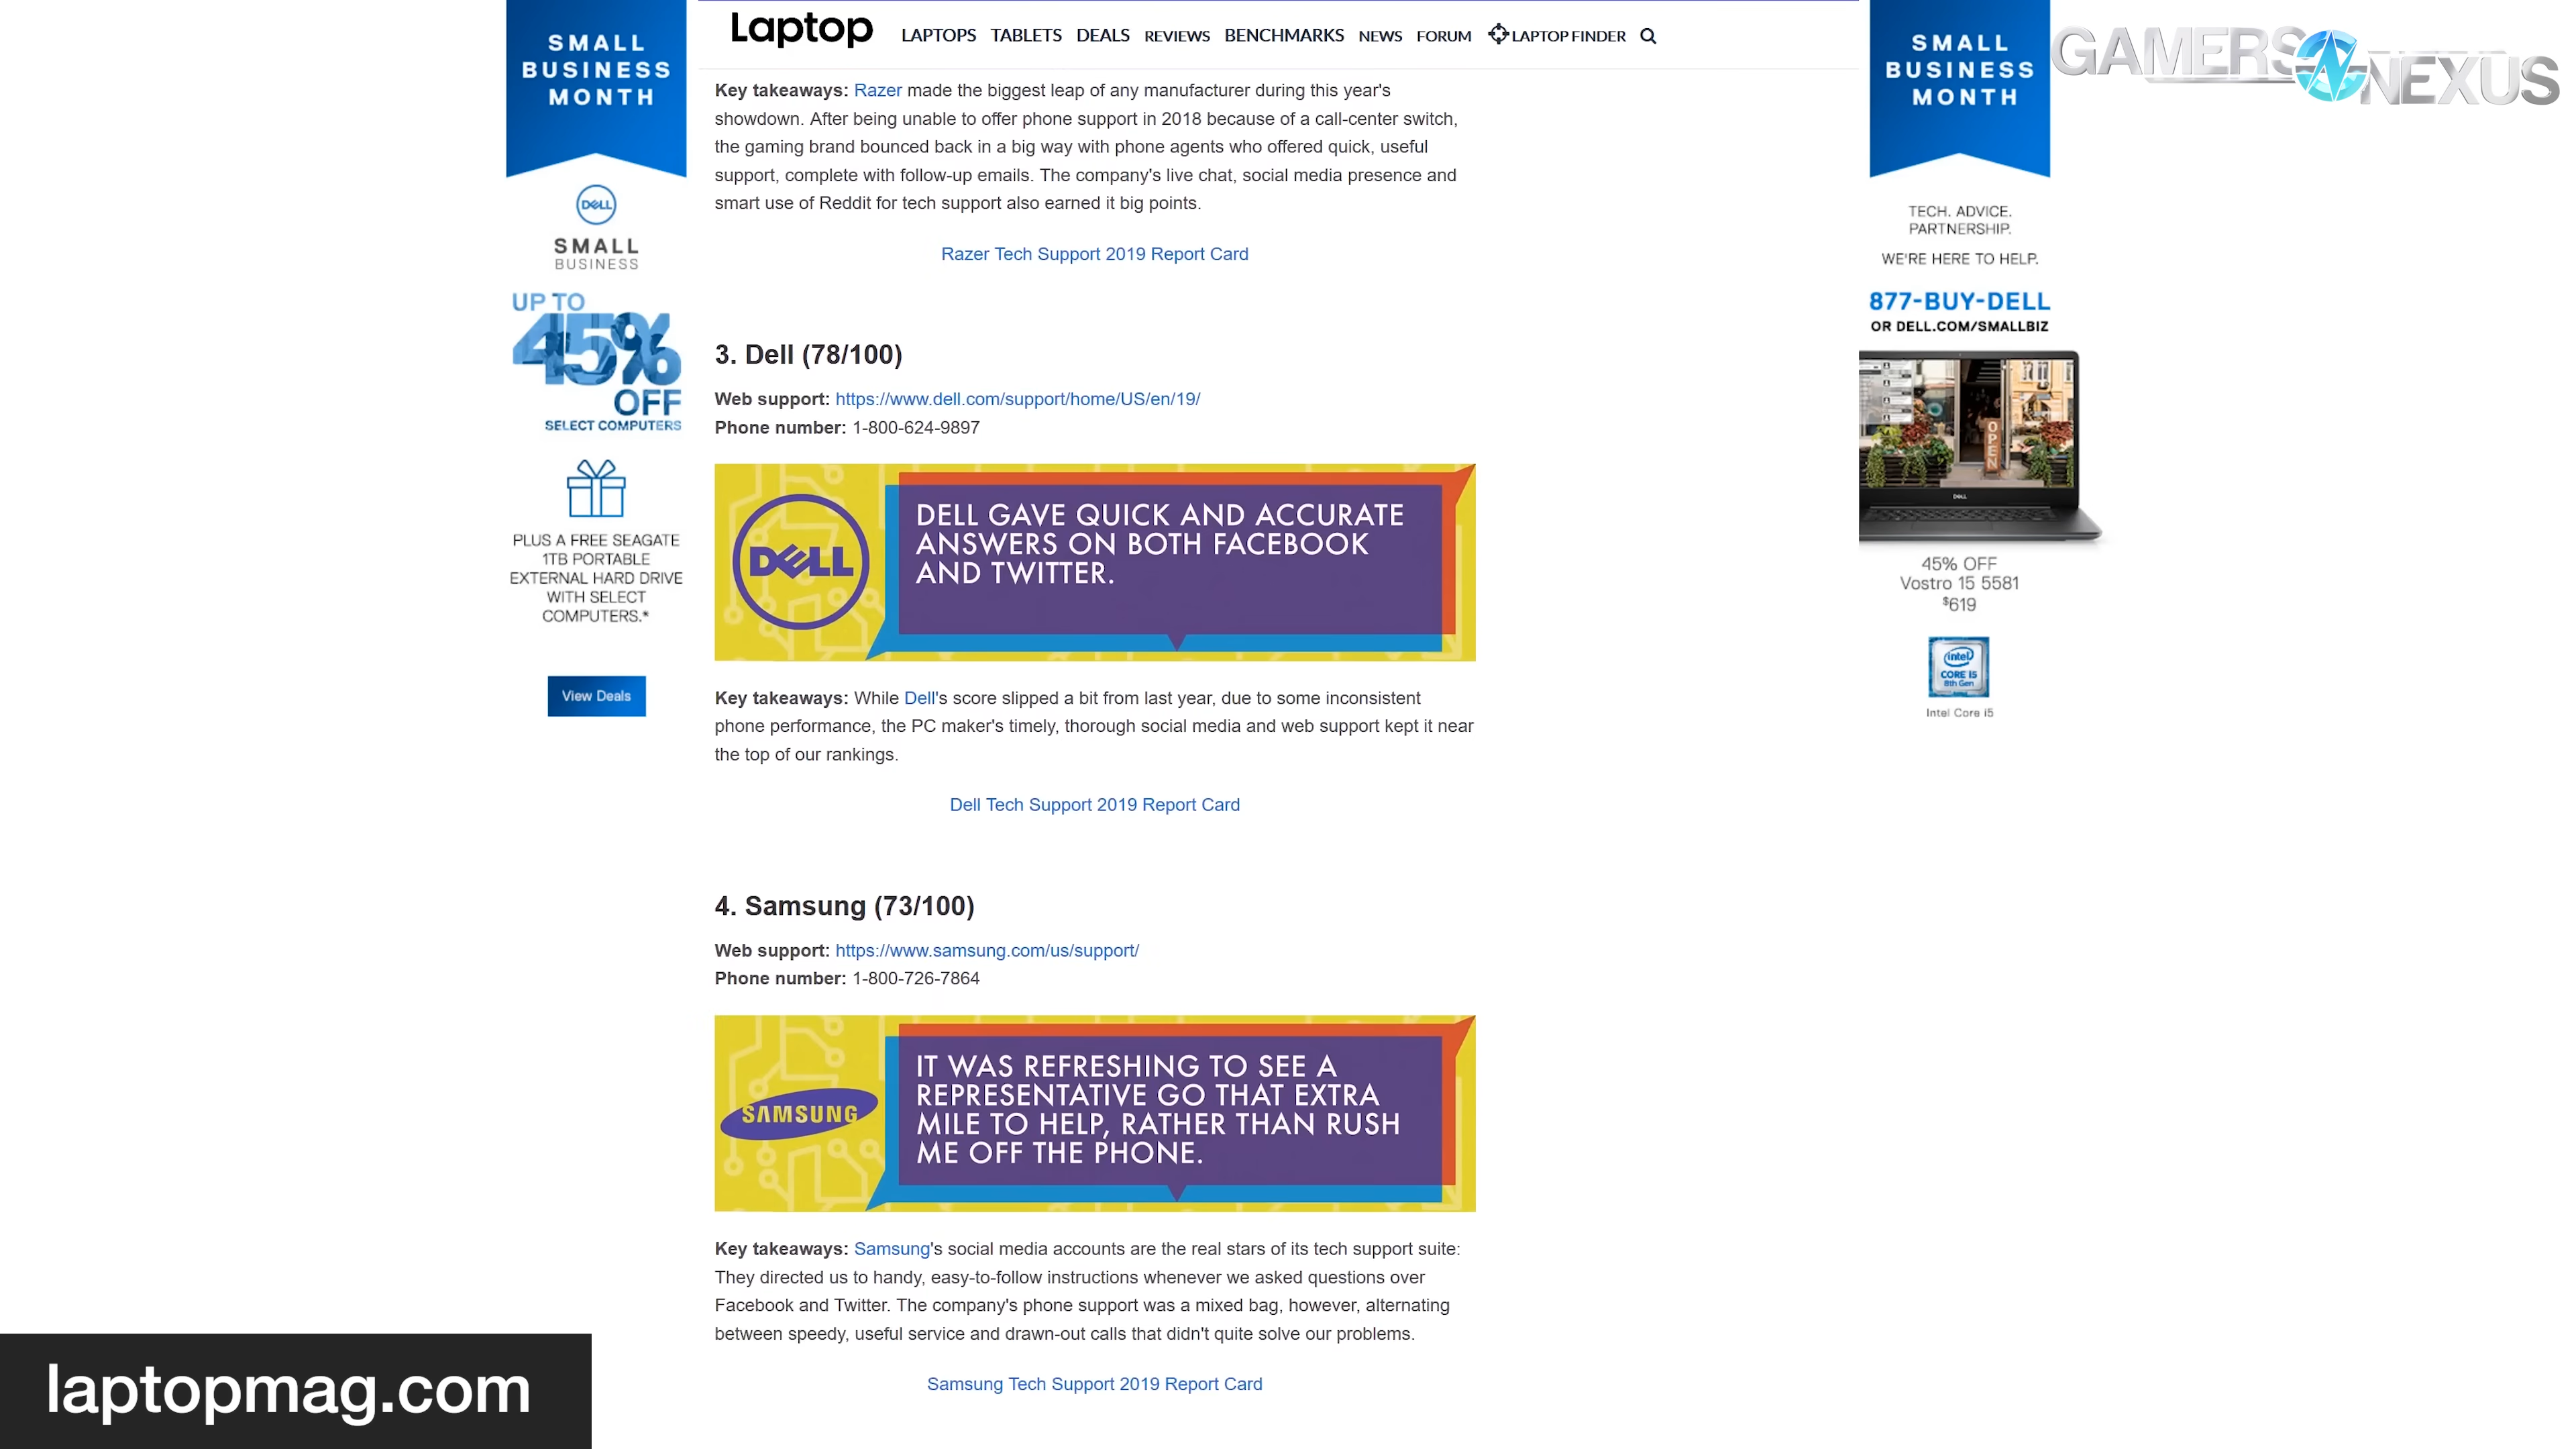 SMALL
BUSINESS
MONTH
DELL
SMALL
BUSINESS
UP TO
45%
OFF
SELECT COMPUTERS
PLUS A FREE SEAGATE
1TB PORTABLE
EXTERNAL HARD DRIVE
WITH SELECT
COMPUTERS.*
View Deals
Laptop
LAPTOPS TABLETS DEALS REVIEWS BENCHMARKS NEWS FORUM LAPTOP FINDER
Key takeaways: Razer made the biggest leap of any manufacturer during this year's
showdown. After being unable to offer phone support in 2018 because of a call-center switch,
the gaming brand bounced back in a big way with phone agents who offered quick, useful
support, complete with follow-up emails. The company's live chat, social media presence and
smart use of Reddit for tech support also earned it big points.
Razer Tech Support 2019 Report Card
3. Dell (78/100)
Web support: https://www.dell.com/support/home/US/en/19/
Phone number: 1-800-624-9897
DELL
DELL GAVE QUICK AND ACCURATE
ANSWERS ON BOTH FACEBOOK
AND TWITTER.
Key takeaways: While Dell's score slipped a bit from last year, due to some inconsistent
phone performance, the PC maker's timely, thorough social media and web support kept it near
the top of our rankings.
Dell Tech Support 2019 Report Card
4. Samsung (73/100)
Web support: https://www.samsung.com/us/support/
Phone number: 1-800-726-7864
SAMSUNG
IT WAS REFRESHING TO SEE A
REPRESENTATIVE GO THAT EXTRA
MILE TO HELP, RATHER THAN RUSH
ME OFF THE PHONE.
Key takeaways: Samsung's social media accounts are the real stars of its tech support suite:
They directed us to handy, easy-to-follow instructions whenever we asked questions over
Facebook and Twitter. The company's phone support was a mixed bag, however, alternating
between speedy, useful service and drawn-out calls that didn't quite solve our problems.
Samsung Tech Support 2019 Report Card
SMALL
BUSINESS
MONTH
TECH. ADVICE.
PARTNERSHIP.
WE'RE HERE TO HELP.
877-BUY-DELL
OR DELL.COM/SMALLBIZ
OPEN
DELL
45% OFF
Vostro 15 5581
$619
intel
CORE i5
8th Gen
Intel Core i5
GAMERS NEXUS
laptopmag.com